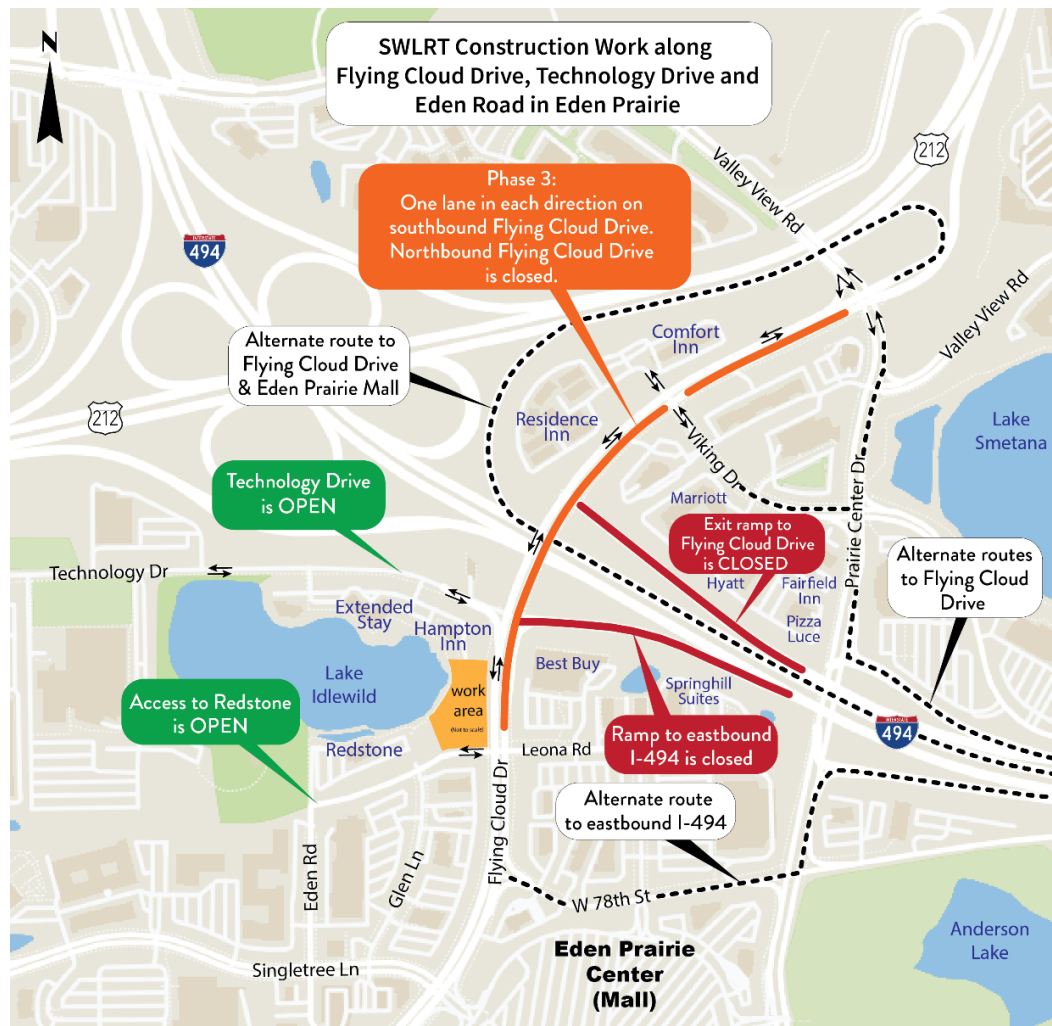 SWLRT Construction Work along
Flying Cloud Drive, Technology Drive and
Eden Road in Eden Prairie
N
Valley View Rd
212
Phase 3:
One lane in each direction on
southbound Flying Cloud Drive.
Northbound Flying Cloud Drive
is closed.
INTERSTATE
494
Valley View Rd
Alternate route to
Flying Cloud Drive
& Eden Prairie Mall
Comfort
Inn
212
Residence
Inn
Lake
Smetana
Viking Dr
Technology Drive
is OPEN
Marriott
Prairie Center Dr
Exit ramp to
Flying Cloud Drive
is CLOSED
Alternate routes
to Flying Cloud
Drive
Technology Dr
Hyatt
Fairfield
Inn
Extended
Stay
Hampton
Inn
Pizza
Luce
Best Buy
Lake
Idlewild
work
area
(Not to scale)
Springhill
Suites
Access to Redstone
is OPEN
INTERSTATE
494
Redstone
Leona Rd
Ramp to eastbound
I-494 is closed
Flying Cloud Dr
Alternate route
to eastbound I-494
Eden Rd
Glen Ln
W 78th St
Anderson
Lake
Eden Prairie
Center
(Mall)
Singletree Ln